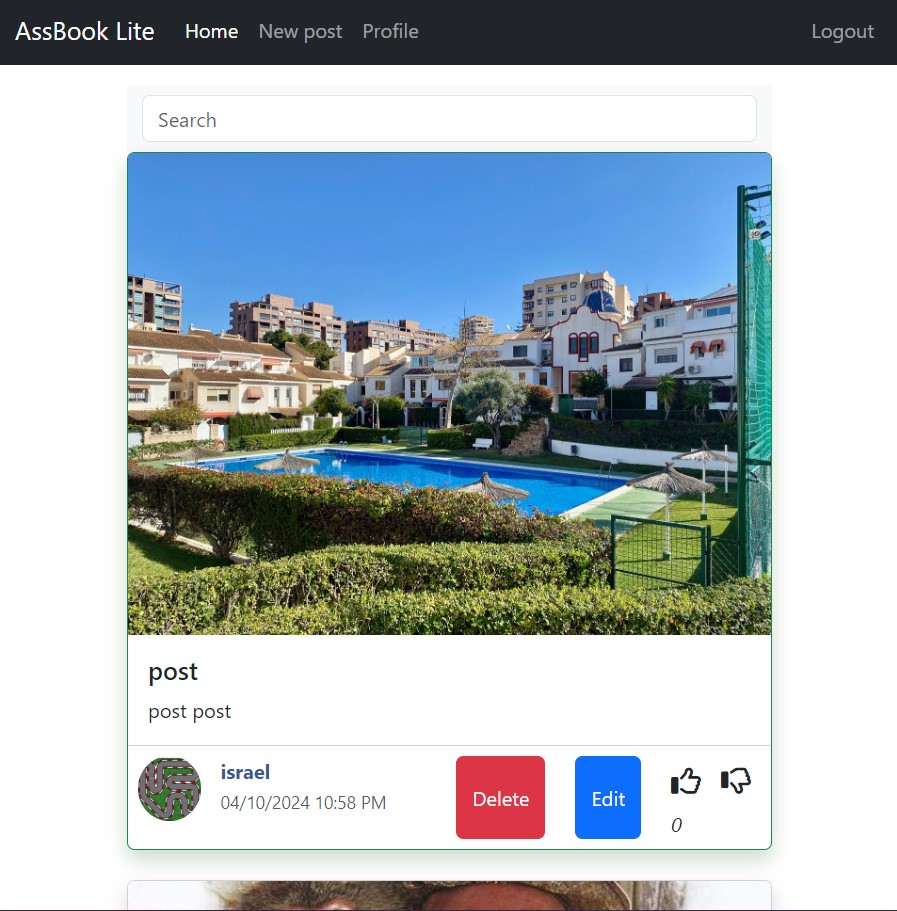 AssBook Lite Home New post Profile Logout
Search
post
post post
israel
04/10/2024 10:58 PM
Delete
Edit
0